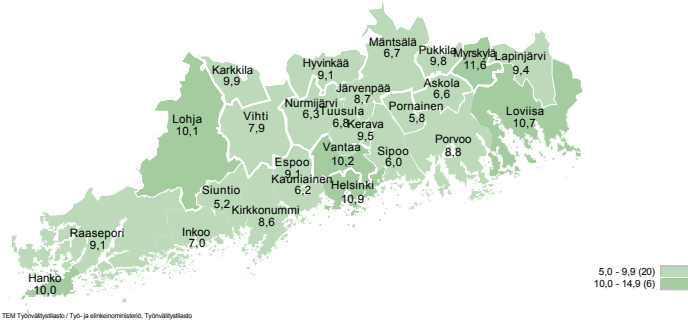 Mäntsälä
6,7
Pukkila
9,8
Myrskylä
11,6
Lapinjärvi
9,4
Hyvinkää
9,1
Karkkila
9,9
Järvenpää
8,7
Askola
6,6
Nurmijärvi
6,3
Tuusula
6,8
Pornainen
5,8
Loviisa
10,7
Lohja
10,1
Vihti
7,9
Kerava
9,5
Porvoo
8,8
Vantaa
10,2
Sipoo
6,0
Espoo
9,1
Kauniainen
6,2
Helsinki
10,9
Siuntio
5,2
Kirkkonummi
8,6
Inkoo
7,0
Raasepori
9,1
Hanko
10,0
5,0 - 9,9 (20)
10,0 - 14,9 (6)
TEM Työnvälitystilasto / Työ- ja elinkeinoministeriö, Työnvälitystilasto